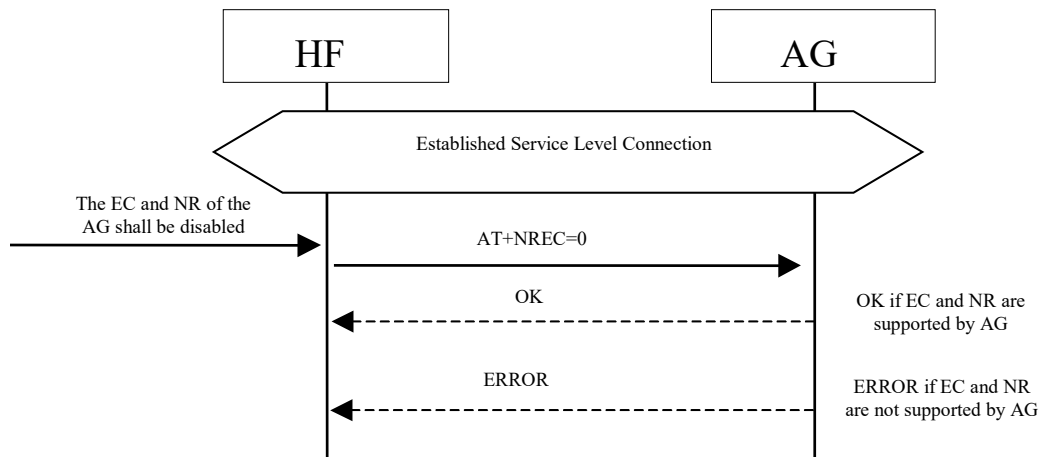 HF
AG
Established Service Level Connection
The EC and NR of the
AG shall be disabled
AT+NREC=0
OK
OK if EC and NR are
supported by AG
ERROR
ERROR if EC and NR
are not supported by AG